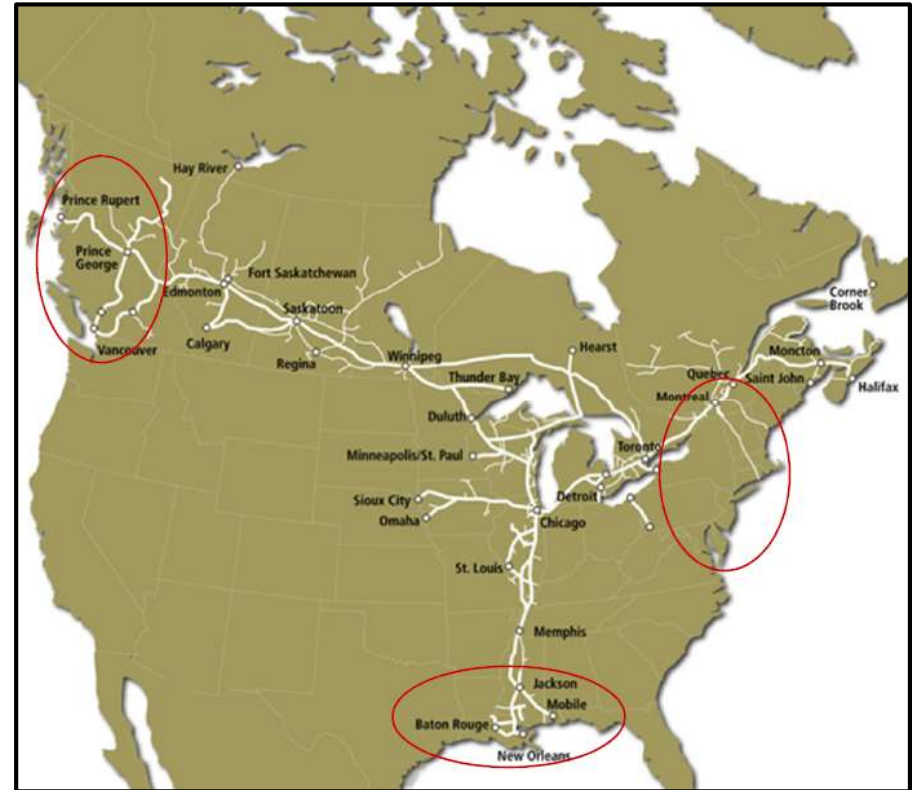 Hay River
Prince Rupert
Prince
George
Fort Saskatchewan
Edmonton
Saskatoon
Vancouver
Calgary
Regina
Winnipeg
Hearst
Thunder Bay
Duluth
Minneapolis/St. Paul
Corner
Brook
Moncton
Quebec
Saint John
Halifax
Montreal
Toronto
Sioux City
Detroit
Omaha
Chicago
St. Louis
Memphis
Jackson
Mobile
Baton Rouge
New Orleans